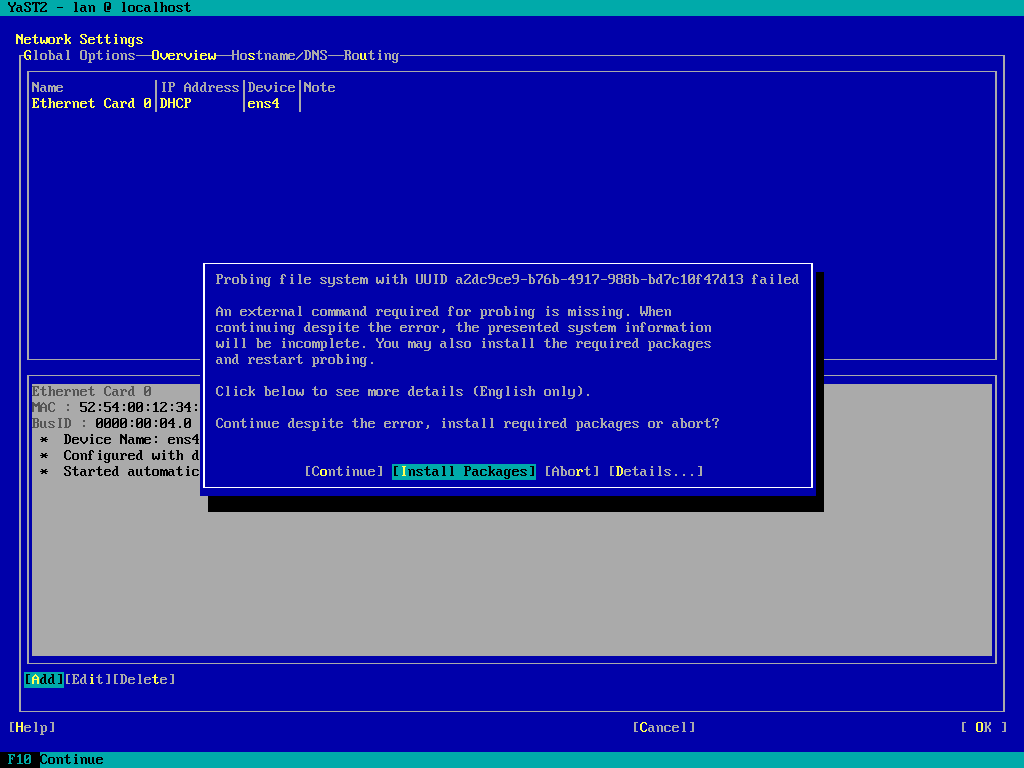 YaST2 - lan @ localhost
Network Settings
Global Options Overview Hostname/DNS Routing
Name IP Address Device Note
Ethernet Card 0 DHCP ens4
Probing file system with UUID a2dc9ce9-b76b-4917-988b-bd7c10f47d13 failed
An external command required for probing is missing. When
continuing despite the error, the presented system information
will be incomplete. You may also install the required packages
and restart probing.
Click below to see more details (English only).
Continue despite the error, install required packages or abort?
[Continue] [Install Packages] [Abort] [Details...]
Ethernet Card 0
MAC : 52:54:00:12:34:
BusID : 0000:00:04.0
* Device Name: ens4
* Configured with d
* Started automatic
[Add][Edit][Delete]
[Help] [Cancel] [ OK ]
F10 Continue